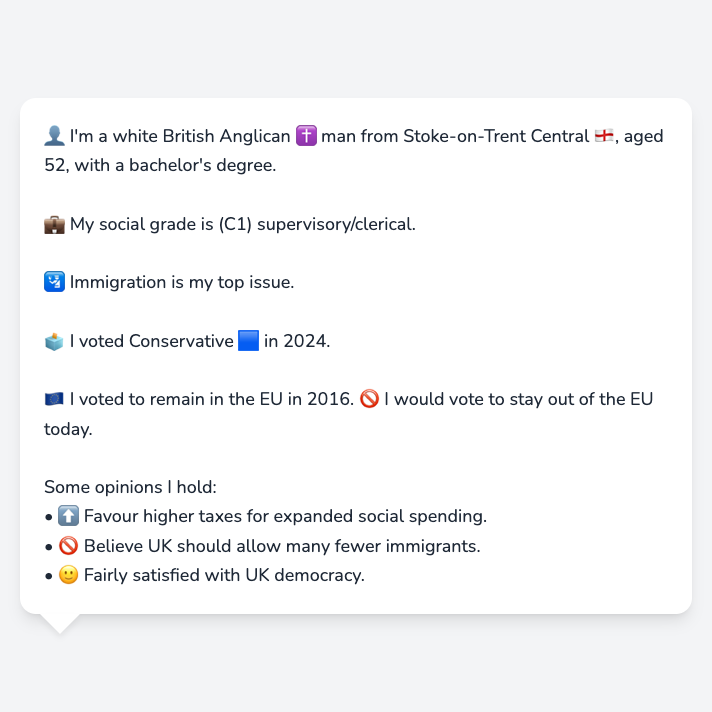 👤 I'm a white British Anglican ✝️ man from Stoke-on-Trent Central 🏴󠁧󠁢󠁥󠁮󠁧󠁿, aged
52, with a bachelor's degree.
💼 My social grade is (C1) supervisory/clerical.
🛂 Immigration is my top issue.
🗳️ I voted Conservative 🟦 in 2024.
🇪🇺 I voted to remain in the EU in 2016. 🚫 I would vote to stay out of the EU
today.
Some opinions I hold:
• ⬆️ Favour higher taxes for expanded social spending.
• 🚫 Believe UK should allow many fewer immigrants.
• 🙂 Fairly satisfied with UK democracy.